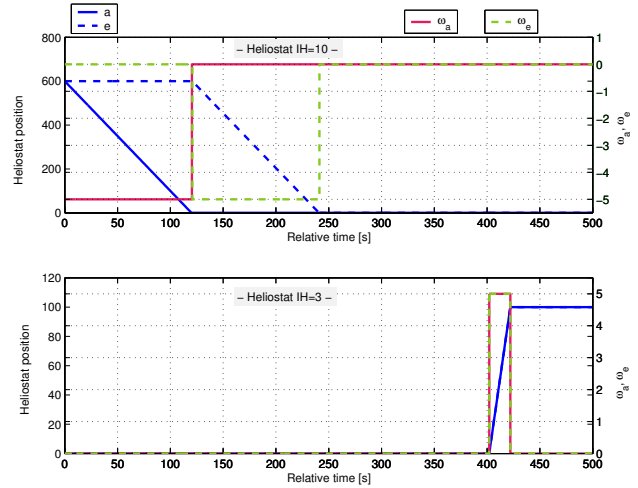 a
e
ω_a
ω_e
– Heliostat IH=10 –
800
600
400
200
0
Heliostat position
1
0
−1
−2
−3
−4
−5
ω_a, ω_e
0 50 100 150 200 250 300 350 400 450 500
Relative time [s]
– Heliostat IH=3 –
120
100
80
60
40
20
0
Heliostat position
5
4
3
2
1
0
ω_a, ω_e
0 50 100 150 200 250 300 350 400 450 500
Relative time [s]